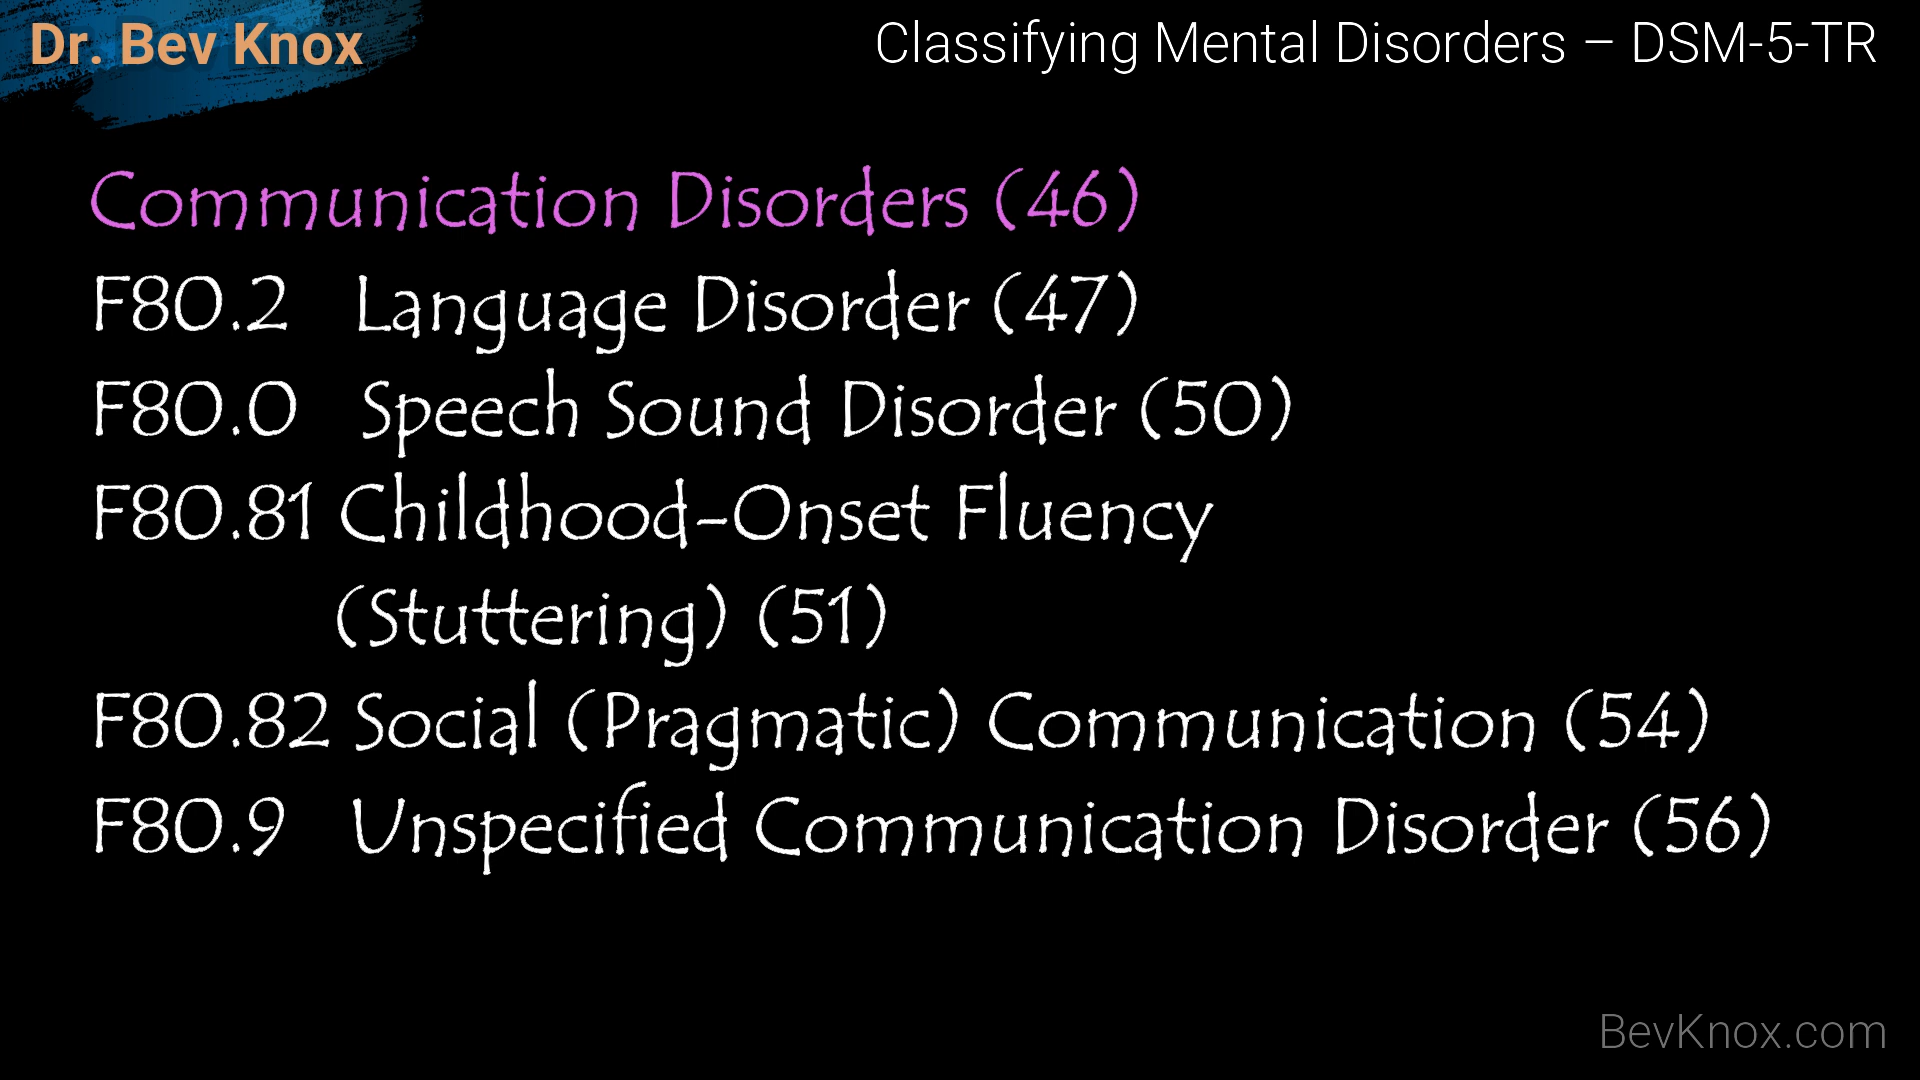 Dr. Bev Knox
Classifying Mental Disorders – DSM-5-TR
Communication Disorders (46)
F80.2 Language Disorder (47)
F80.0 Speech Sound Disorder (50)
F80.81 Childhood-Onset Fluency
(Stuttering) (51)
F80.82 Social (Pragmatic) Communication (54)
F80.9 Unspecified Communication Disorder (56)
BevKnox.com